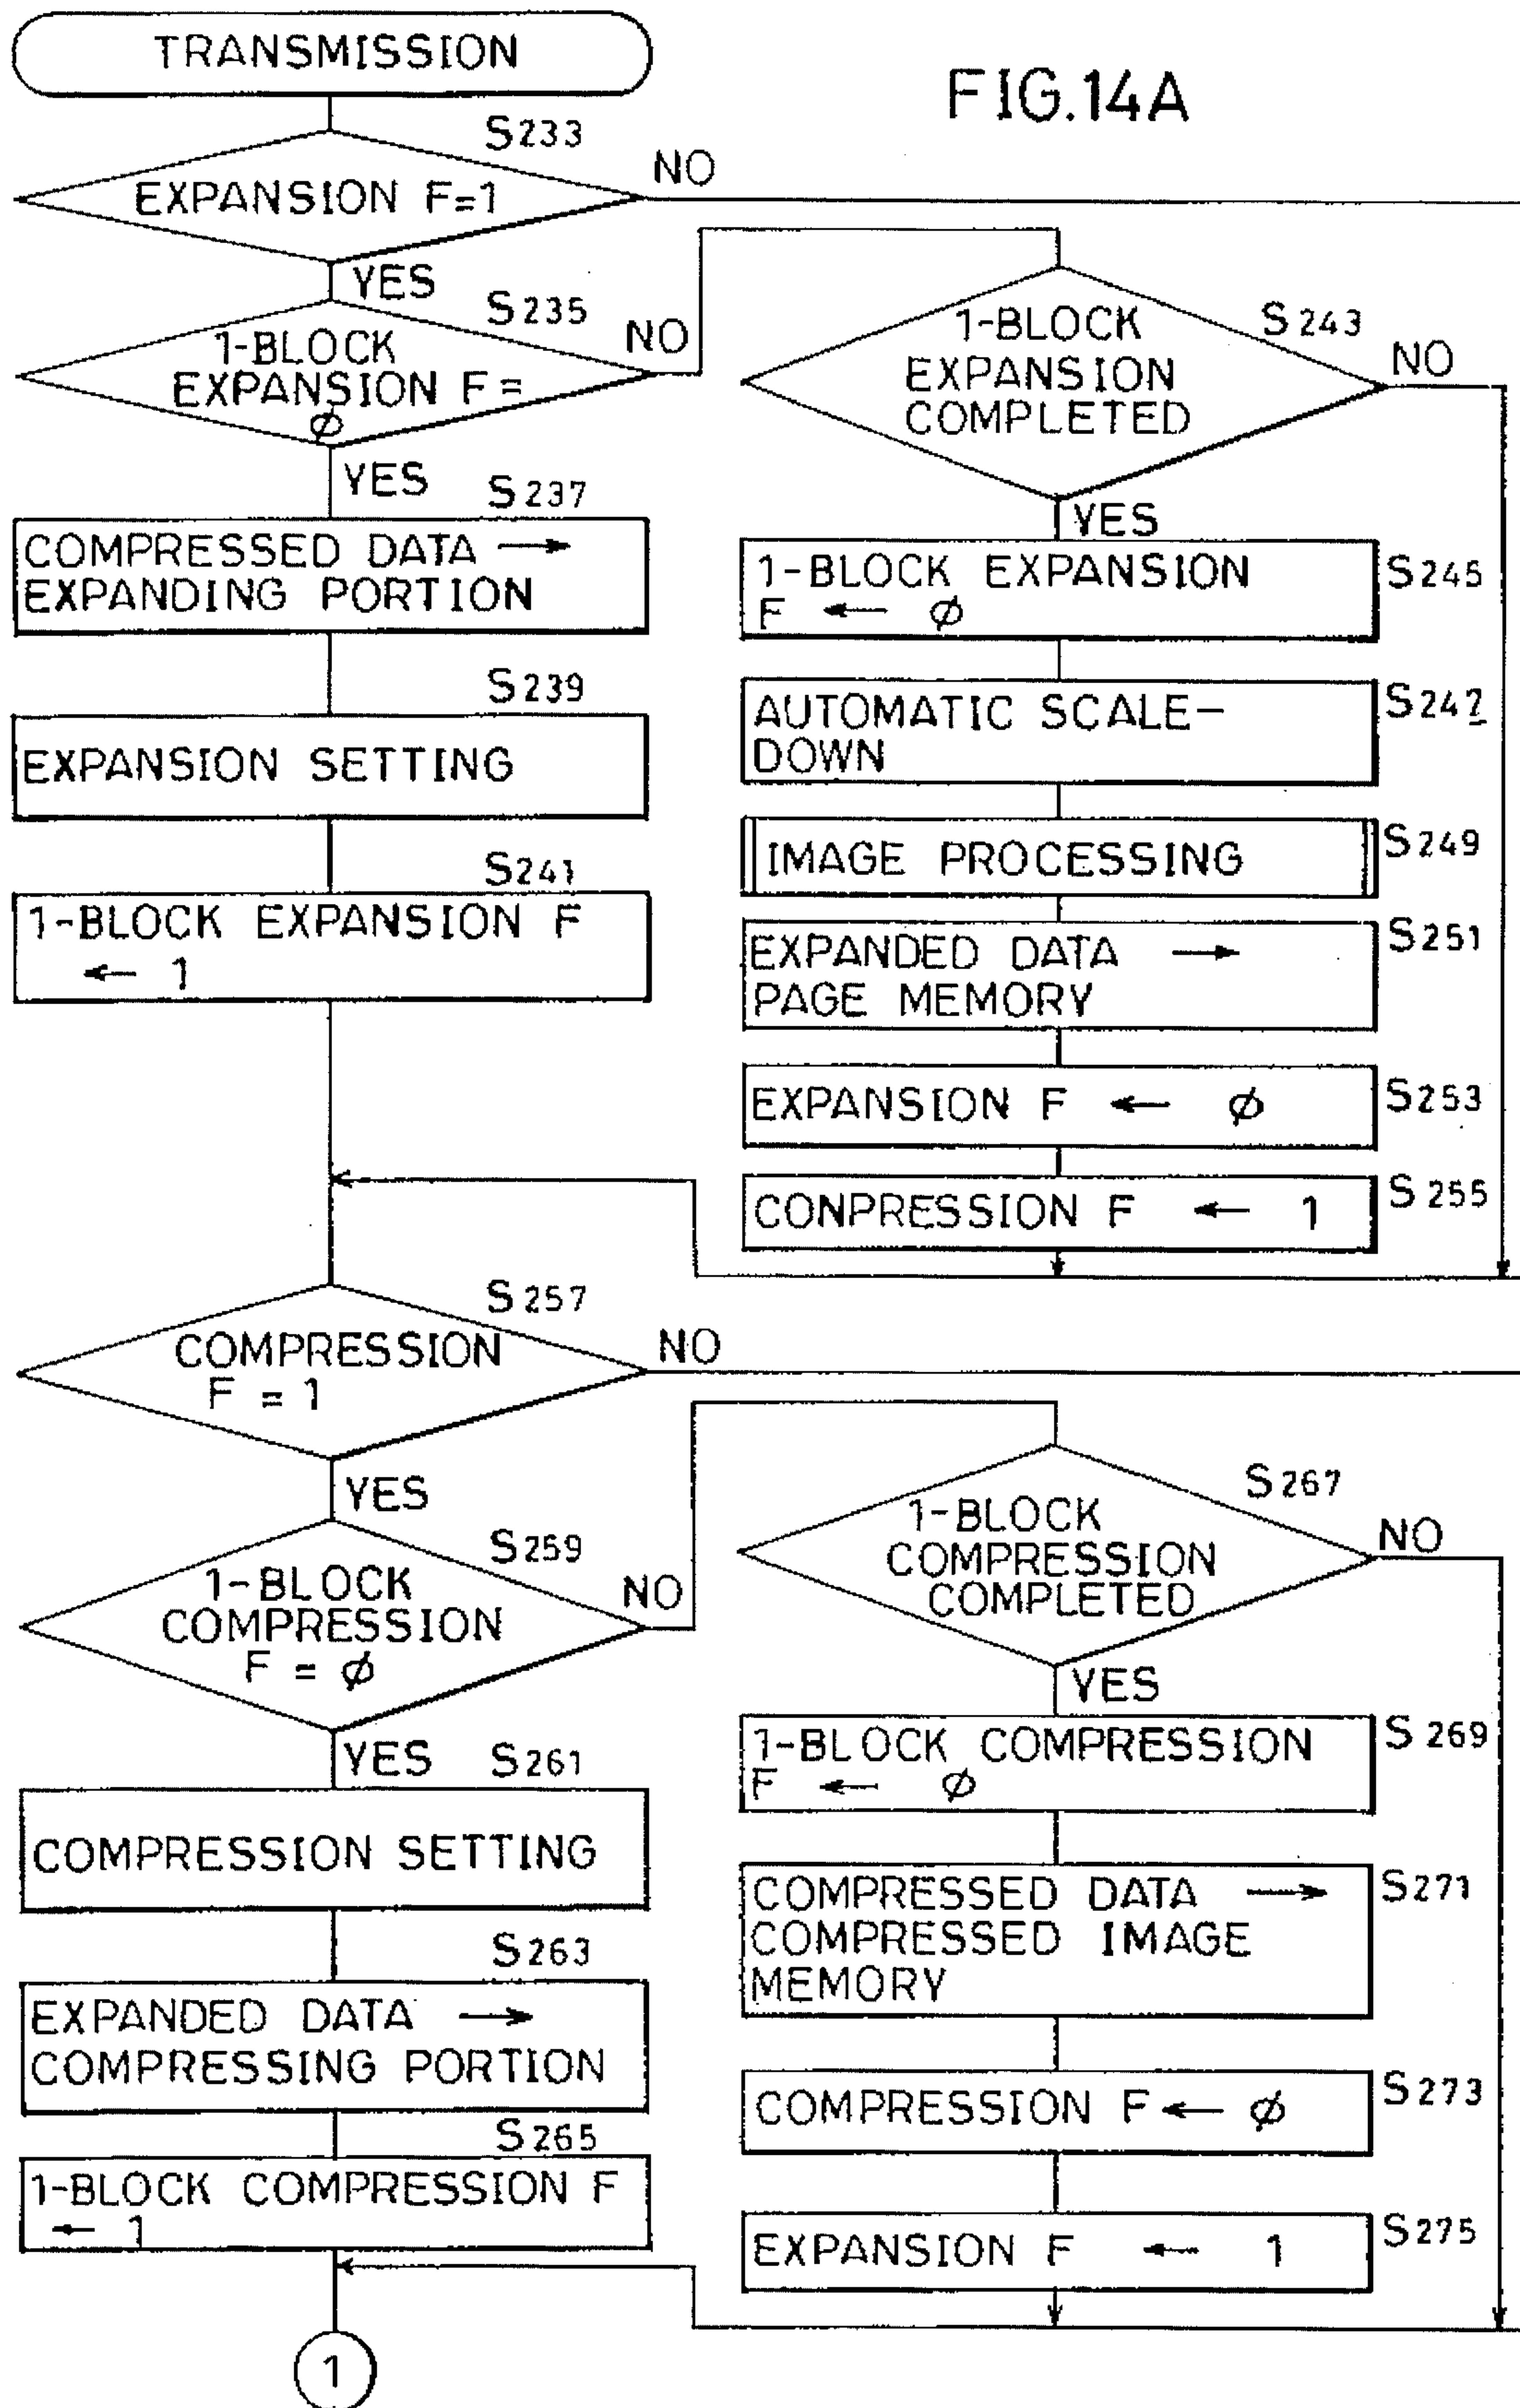 TRANSMISSION
FIG.14A
S233
EXPANSION F=1
NO
YES
S235
1-BLOCK
EXPANSION F=
Ø
NO
YES
S237
COMPRESSED DATA →
EXPANDING PORTION
S239
EXPANSION SETTING
S241
1-BLOCK EXPANSION F
← 1
S243
1-BLOCK
EXPANSION
COMPLETED
NO
YES
1-BLOCK EXPANSION
F ← Ø
S245
AUTOMATIC SCALE-
DOWN
S247
IMAGE PROCESSING
S249
EXPANDED DATA →
PAGE MEMORY
S251
EXPANSION F ← Ø
S253
CONPRESSION F ← 1
S255
S257
COMPRESSION
F = 1
NO
YES
S259
1-BLOCK
COMPRESSION
F = Ø
NO
YES
S261
COMPRESSION SETTING
S263
EXPANDED DATA →
COMPRESSING PORTION
S265
1-BLOCK COMPRESSION F
← 1
S267
1-BLOCK
COMPRESSION
COMPLETED
NO
YES
1-BLOCK COMPRESSION
F ← Ø
S269
COMPRESSED DATA →
COMPRESSED IMAGE
MEMORY
S271
COMPRESSION F ← Ø
S273
EXPANSION F ← 1
S275
1